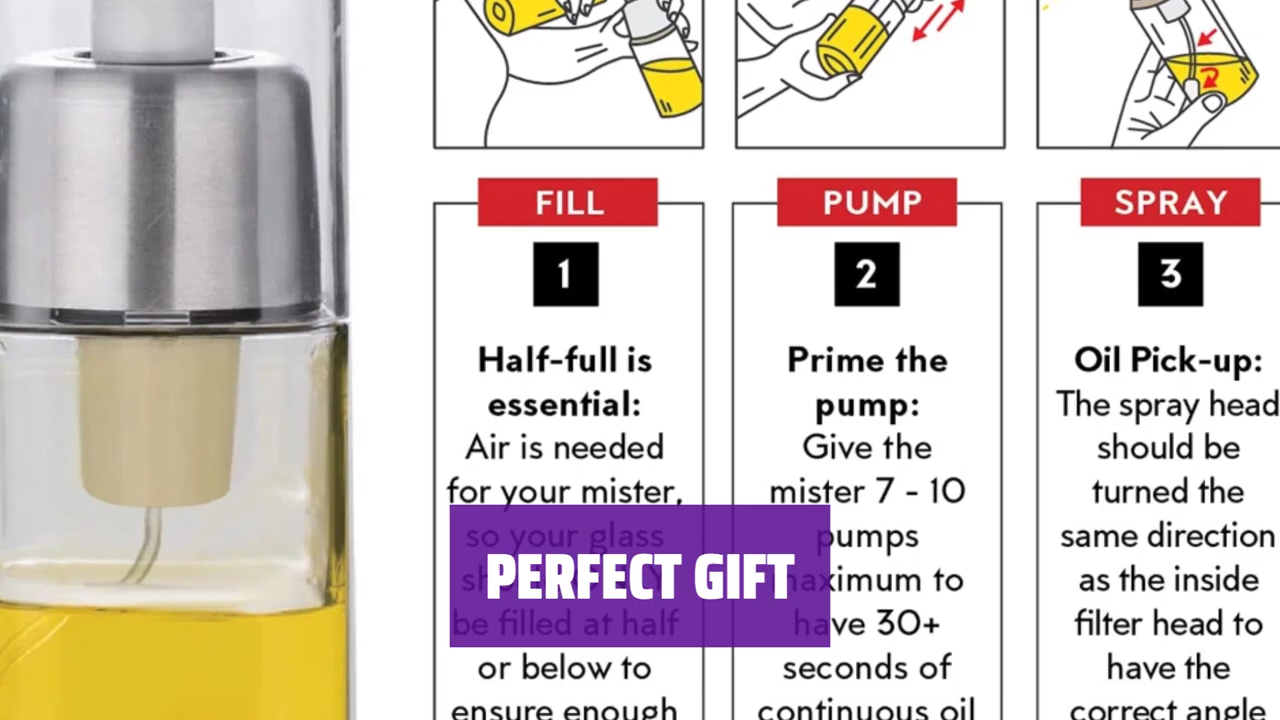 FILL
1
Half-full is
essential:
Air is needed
for your mister,
so your glass
be filled at half
or below to
ensure enough
PUMP
2
Prime the
pump:
Give the
mister 7 - 10
pumps
maximum to
have 30+
seconds of
continuous oil
SPRAY
3
Oil Pick-up:
The spray head
should be
turned the
same direction
as the inside
filter head to
have the
correct angle
PERFECT GIFT